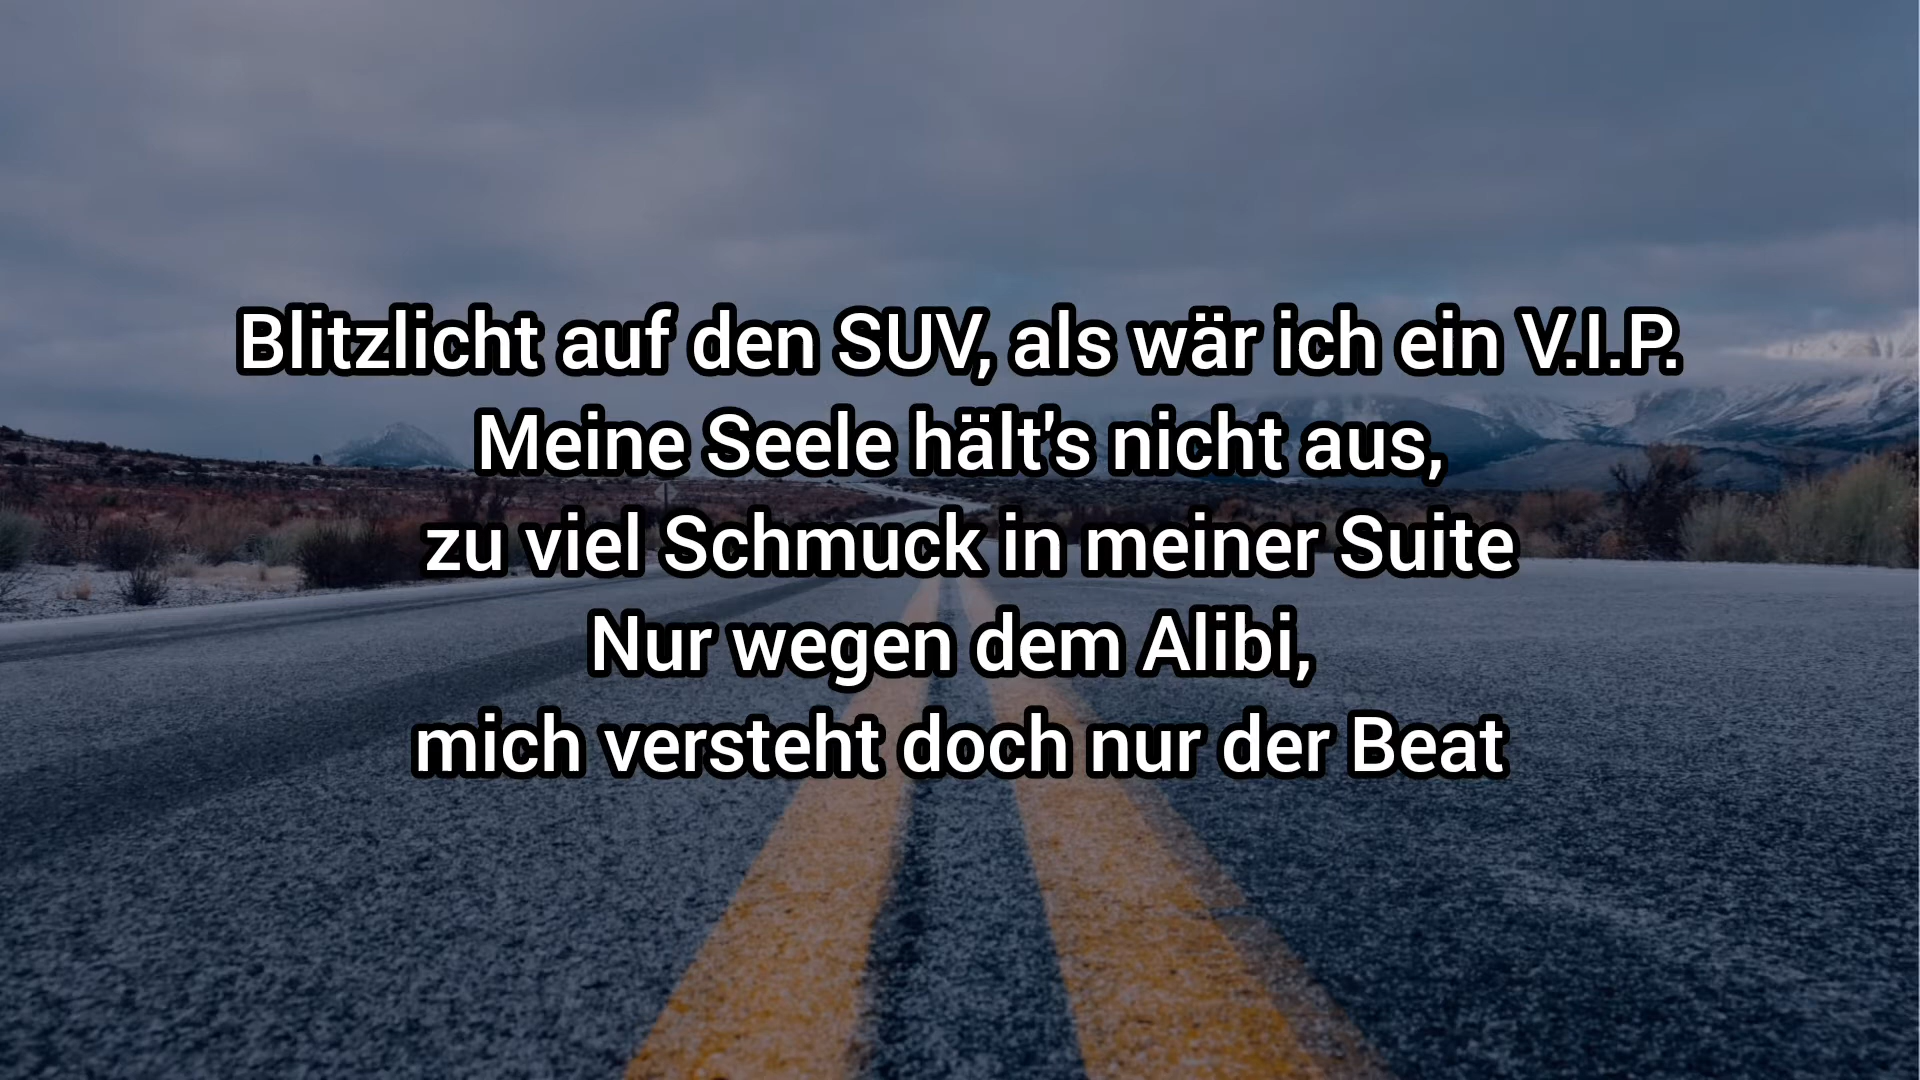 Blitzlicht auf den SUV, als wär ich ein V.I.P.
Meine Seele hält's nicht aus,
zu viel Schmuck in meiner Suite
Nur wegen dem Alibi,
mich versteht doch nur der Beat